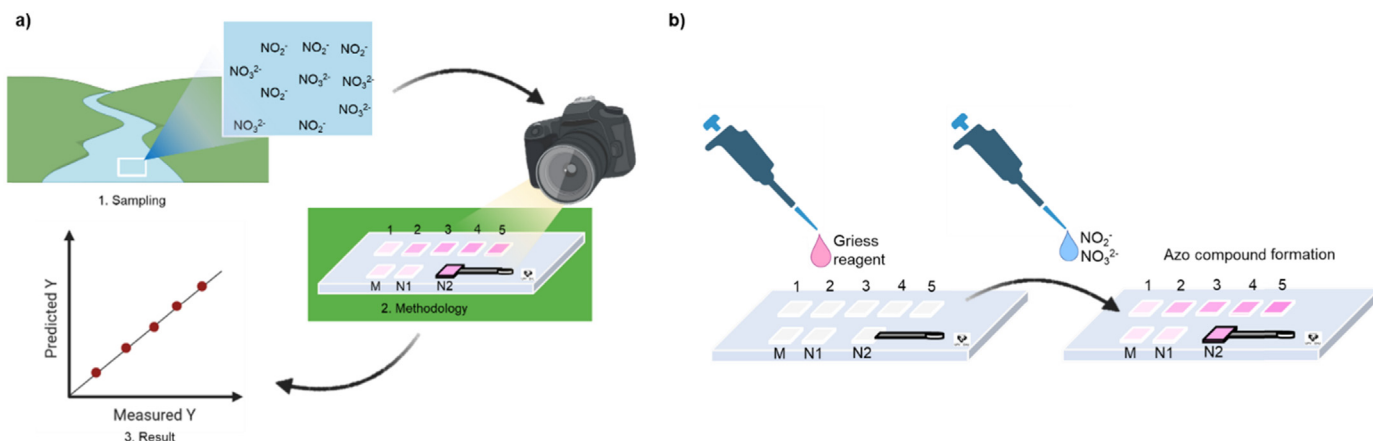 a)
NO₂⁻ NO₂⁻ NO₂⁻
NO₃²⁻ NO₃²⁻ NO₃²⁻
NO₂⁻
NO₃²⁻
NO₃²⁻ NO₂⁻
1. Sampling
1 2 3 4 5
M N1 N2
2. Methodology
Predicted Y
Measured Y
3. Result
b)
Griess
reagent
1 2 3 4 5
M N1 N2
NO₂⁻
NO₃²⁻
Azo compound formation
1 2 3 4 5
M N1 N2